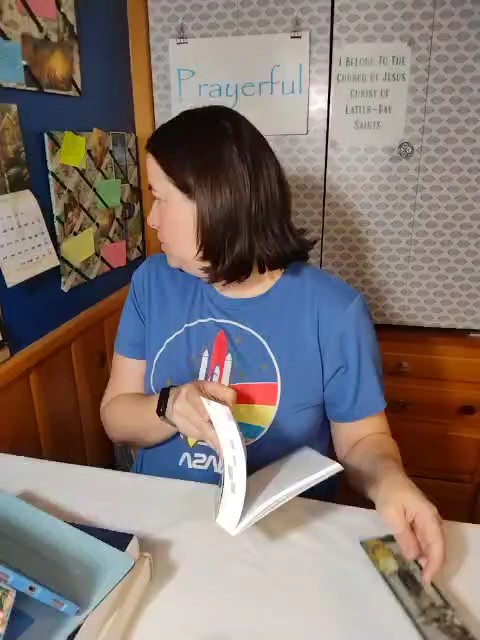 Prayerful
I BELONG TO THE
CHURCH OF JESUS
CHRIST OF
LATTER-DAY
SAINTS
NASA